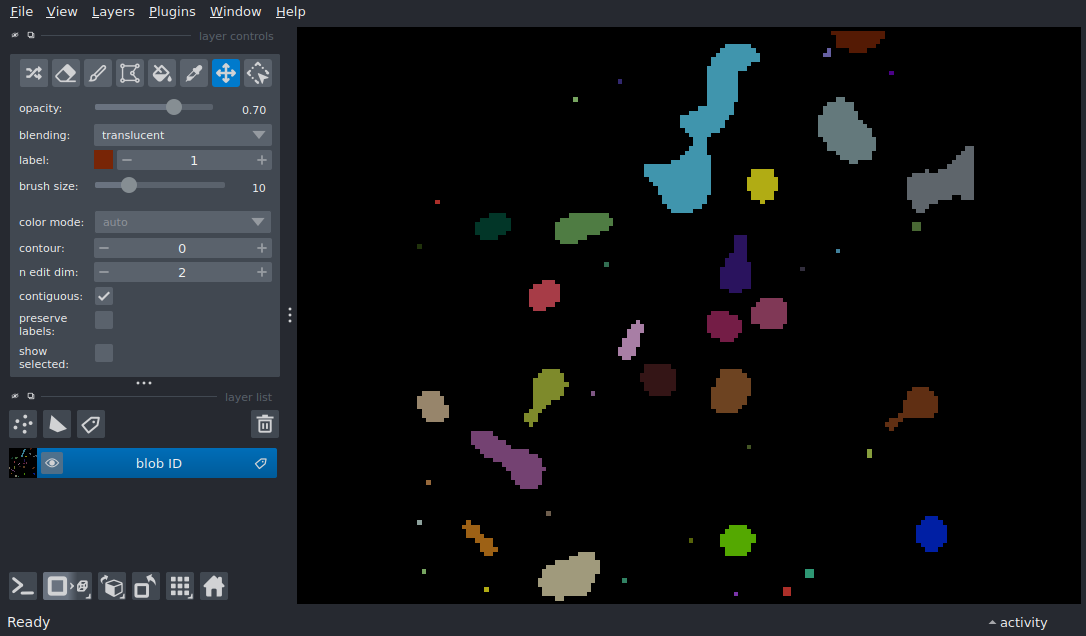 File View Layers Plugins Window Help
layer controls
opacity: 0.70
blending: translucent
label: 1
brush size: 10
color mode: auto
contour: 0
n edit dim: 2
contiguous:
preserve
labels:
show
selected:
layer list
blob ID
Ready
activity